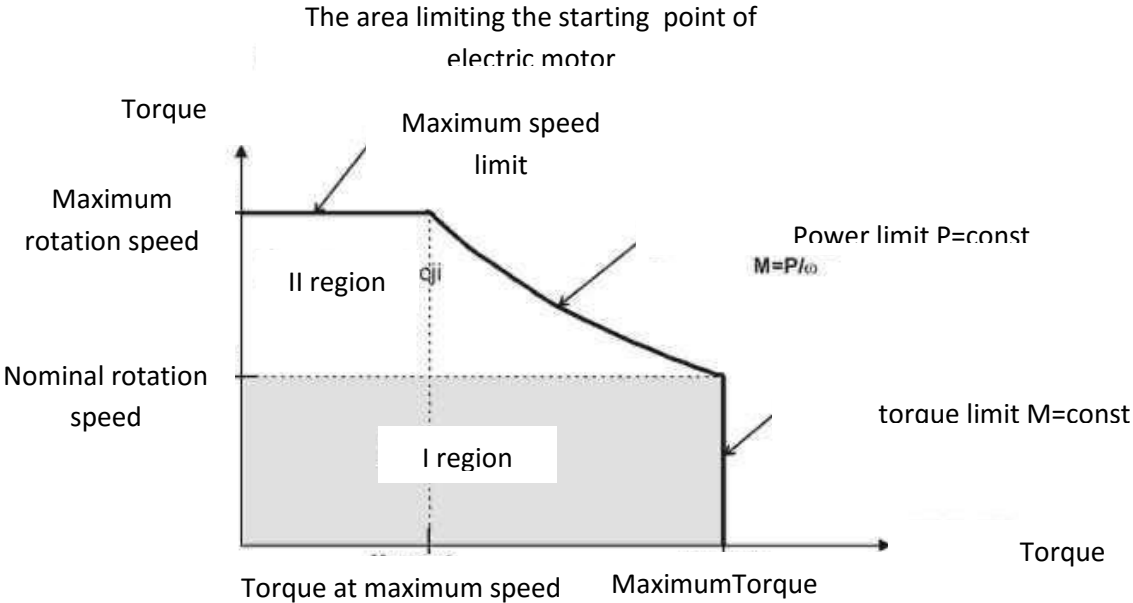 The area limiting the starting point of
electric motor
Torque
Maximum speed
limit
Maximum
rotation speed
Power limit P=const
M=P/ω
II region
φji
Nominal rotation
speed
torque limit M=const
I region
Torque
Torque at maximum speed
MaximumTorque